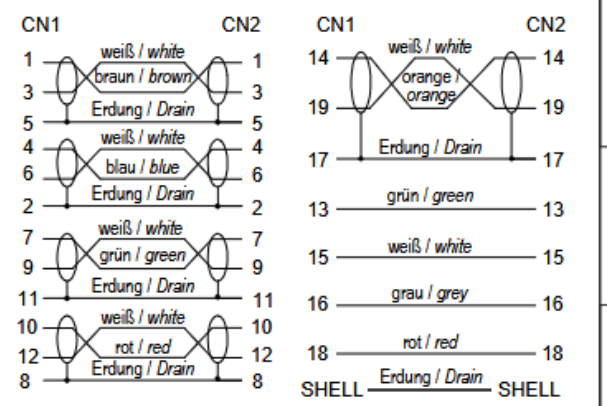 CN1 CN2
1 weiß / white 1
braun / brown
3 3
Erdung / Drain
5 5
weiß / white
4 4
blau / blue
6 6
Erdung / Drain
2 2
weiß / white
7 7
grün / green
9 9
Erdung / Drain
11 11
weiß / white
10 10
rot / red
12 12
Erdung / Drain
8 8
CN1 CN2
weiß / white
14 14
orange /
orange
19 19
Erdung / Drain
17 17
grün / green
13 13
weiß / white
15 15
grau / grey
16 16
rot / red
18 18
Erdung / Drain
SHELL SHELL